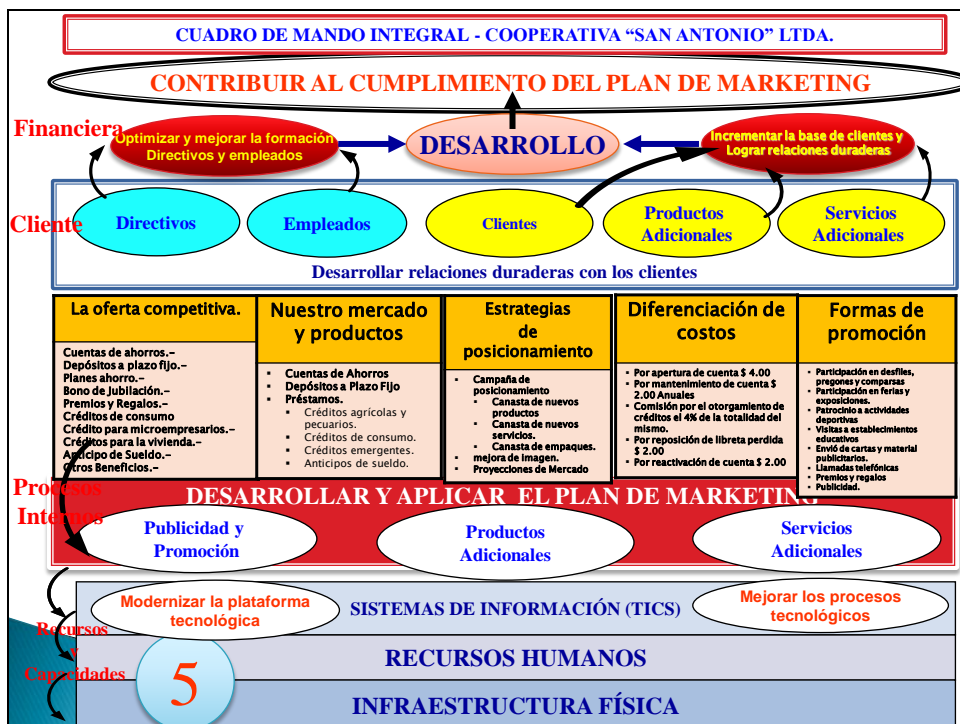 CUADRO DE MANDO INTEGRAL - COOPERATIVA “SAN ANTONIO” LTDA.
CONTRIBUIR AL CUMPLIMIENTO DEL PLAN DE MARKETING
Financiera
Optimizar y mejorar la formación
Directivos y empleados
DESARROLLO
Incrementar la base de clientes y
Lograr relaciones duraderas
Cliente
Directivos
Empleados
Clientes
Productos
Adicionales
Servicios
Adicionales
Desarrollar relaciones duraderas con los clientes
La oferta competitiva.
Cuentas de ahorros.-
Depósitos a plazo fijo.-
Planes ahorro.-
Bono de Jubilación.-
Premios y Regalos.-
Créditos de consumo
Crédito para microempresarios.-
Créditos para la vivienda.-
Anticipo de Sueldo.-
Otros Beneficios.-
Nuestro mercado
y productos
▪ Cuentas de Ahorros
▪ Depósitos a Plazo Fijo
▪ Préstamos.
▪ Créditos agrícolas y
pecuarios.
▪ Créditos de consumo.
▪ Créditos emergentes.
▪ Anticipos de sueldo.
Estrategias
de
posicionamiento
▪ Campaña de
posicionamiento
▪ Canasta de nuevos
productos
▪ Canasta de nuevos
servicios.
▪ Canasta de empaques.
▪ mejora de imagen.
▪ Proyecciones de Mercado
Diferenciación de
costos
▪ Por apertura de cuenta $ 4.00
▪ Por mantenimiento de cuenta $
2.00 Anuales
▪ Comisión por el otorgamiento de
créditos el 4% de la totalidad del
mismo.
▪ Por reposición de libreta perdida
$ 2.00
▪ Por reactivación de cuenta $ 2.00
Formas de
promoción
▪ Participación en desfiles,
pregones y comparsas
▪ Participación en ferias y
exposiciones.
▪ Patrocinio a actividades
deportivas
▪ Visitas a establecimientos
educativos
▪ Envió de cartas y material
publicitarios.
▪ Llamadas telefónicas
▪ Premios y regalos
▪ Publicidad.
Procesos
Internos
DESARROLLAR Y APLICAR EL PLAN DE MARKETING
Publicidad y
Promoción
Productos
Adicionales
Servicios
Adicionales
Recursos
y
Capacidades
Modernizar la plataforma
tecnológica
SISTEMAS DE INFORMACIÓN (TICS)
Mejorar los procesos
tecnológicos
RECURSOS HUMANOS
5
INFRAESTRUCTURA FÍSICA